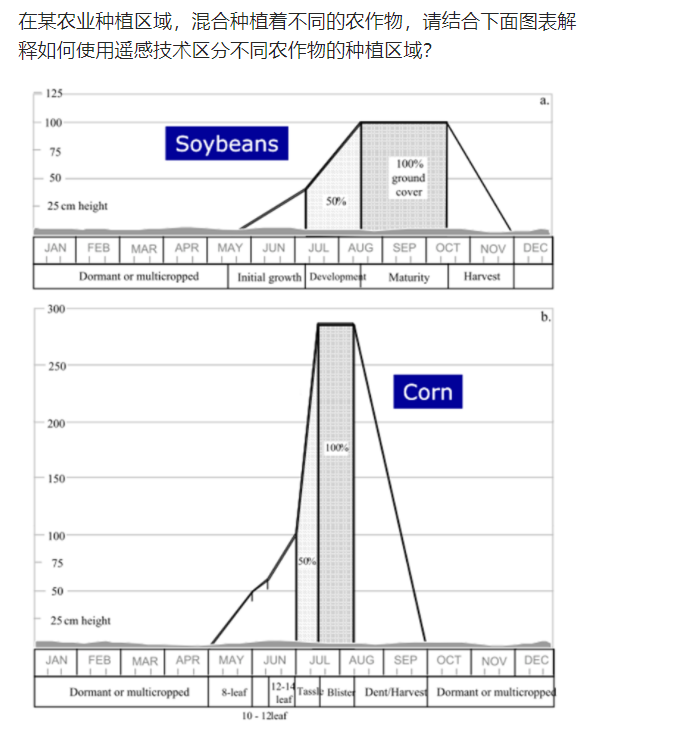 在某农业种植区域，混合种植着不同的农作物，请结合下面图表解
释如何使用遥感技术区分不同农作物的种植区域？
125
a.
100
Soybeans
75
100%
ground
cover
50
50%
25 cm height
JAN FEB MAR APR MAY JUN JUL AUG SEP OCT NOV DEC
Dormant or multicropped Initial growth Development Maturity Harvest
300
b.
250
Corn
200
100%
150
100
75
50%
50
25 cm height
JAN FEB MAR APR MAY JUN JUL AUG SEP OCT NOV DEC
Dormant or multicropped 8-leaf 12-14 leaf Tassle Blister Dent/Harvest Dormant or multicropped
10 - 12leaf